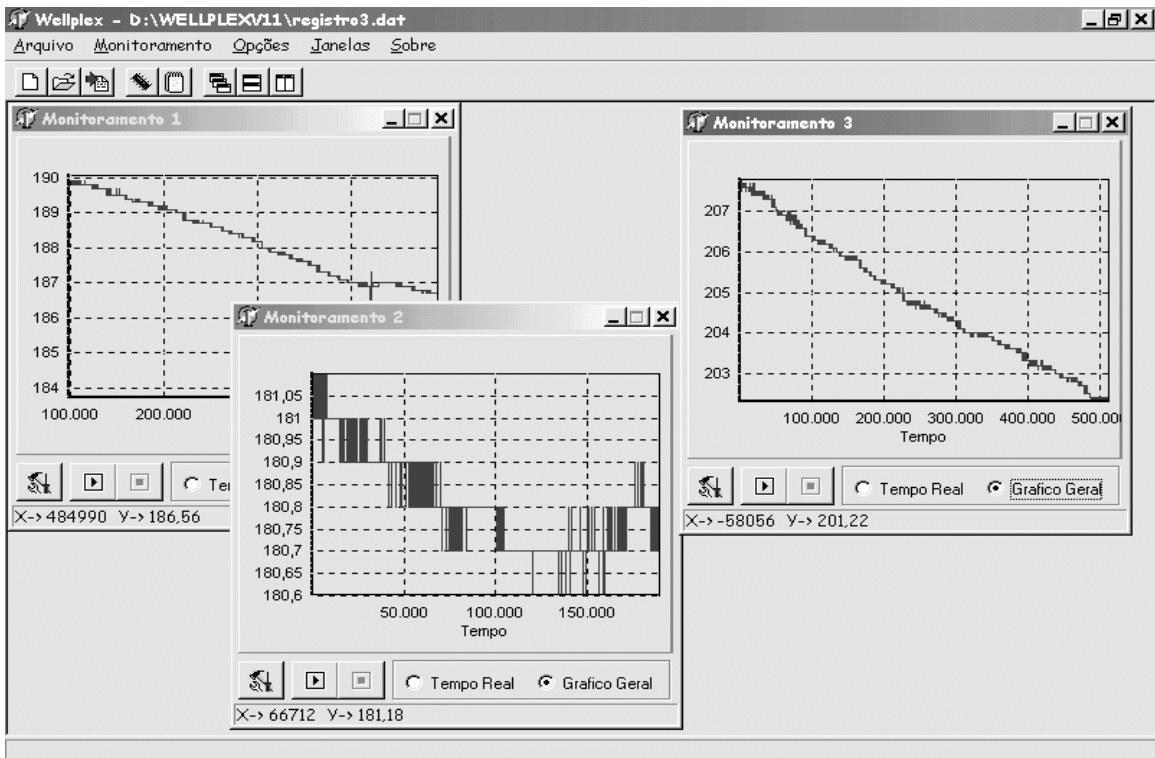 Wellplex - D:\WELLPLEXV11\registro3.dat
Arquivo Monitoramento Opções Janelas Sobre
Monitoramento 1
190
189
188
187
186
185
184
100.000 200.000
X-> 484990 Y-> 186,56
Monitoramento 2
181,05
181
180,95
180,9
180,85
180,8
180,75
180,7
180,65
180,6
50.000 100.000 150.000
Tempo
Tempo Real Grafico Geral
X-> 66712 Y-> 181,18
Monitoramento 3
207
206
205
204
203
100.000 200.000 300.000 400.000
Tempo
Tempo Real Grafico Geral
X-> -58056 Y-> 201,22